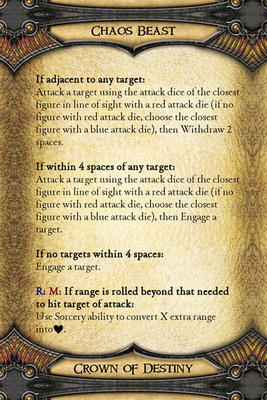 Chaos Beast
If adjacent to any target:
Attack a target using the attack dice of the closest
figure in line of sight with a red attack die (if no
figure with red attack die, choose the closest
figure with a blue attack die), then Withdraw 2
spaces.
If within 4 spaces of any target:
Attack a target using the attack dice of the closest
figure in line of sight with a red attack die (if no
figure with red attack die, choose the closest
figure with a blue attack die), then Engage a
target.
If no targets within 4 spaces:
Engage a target.
R: M: If range is rolled beyond that needed
to hit target of attack:
Use Sorcery ability to convert X extra range
into♥.
Crown of Destiny